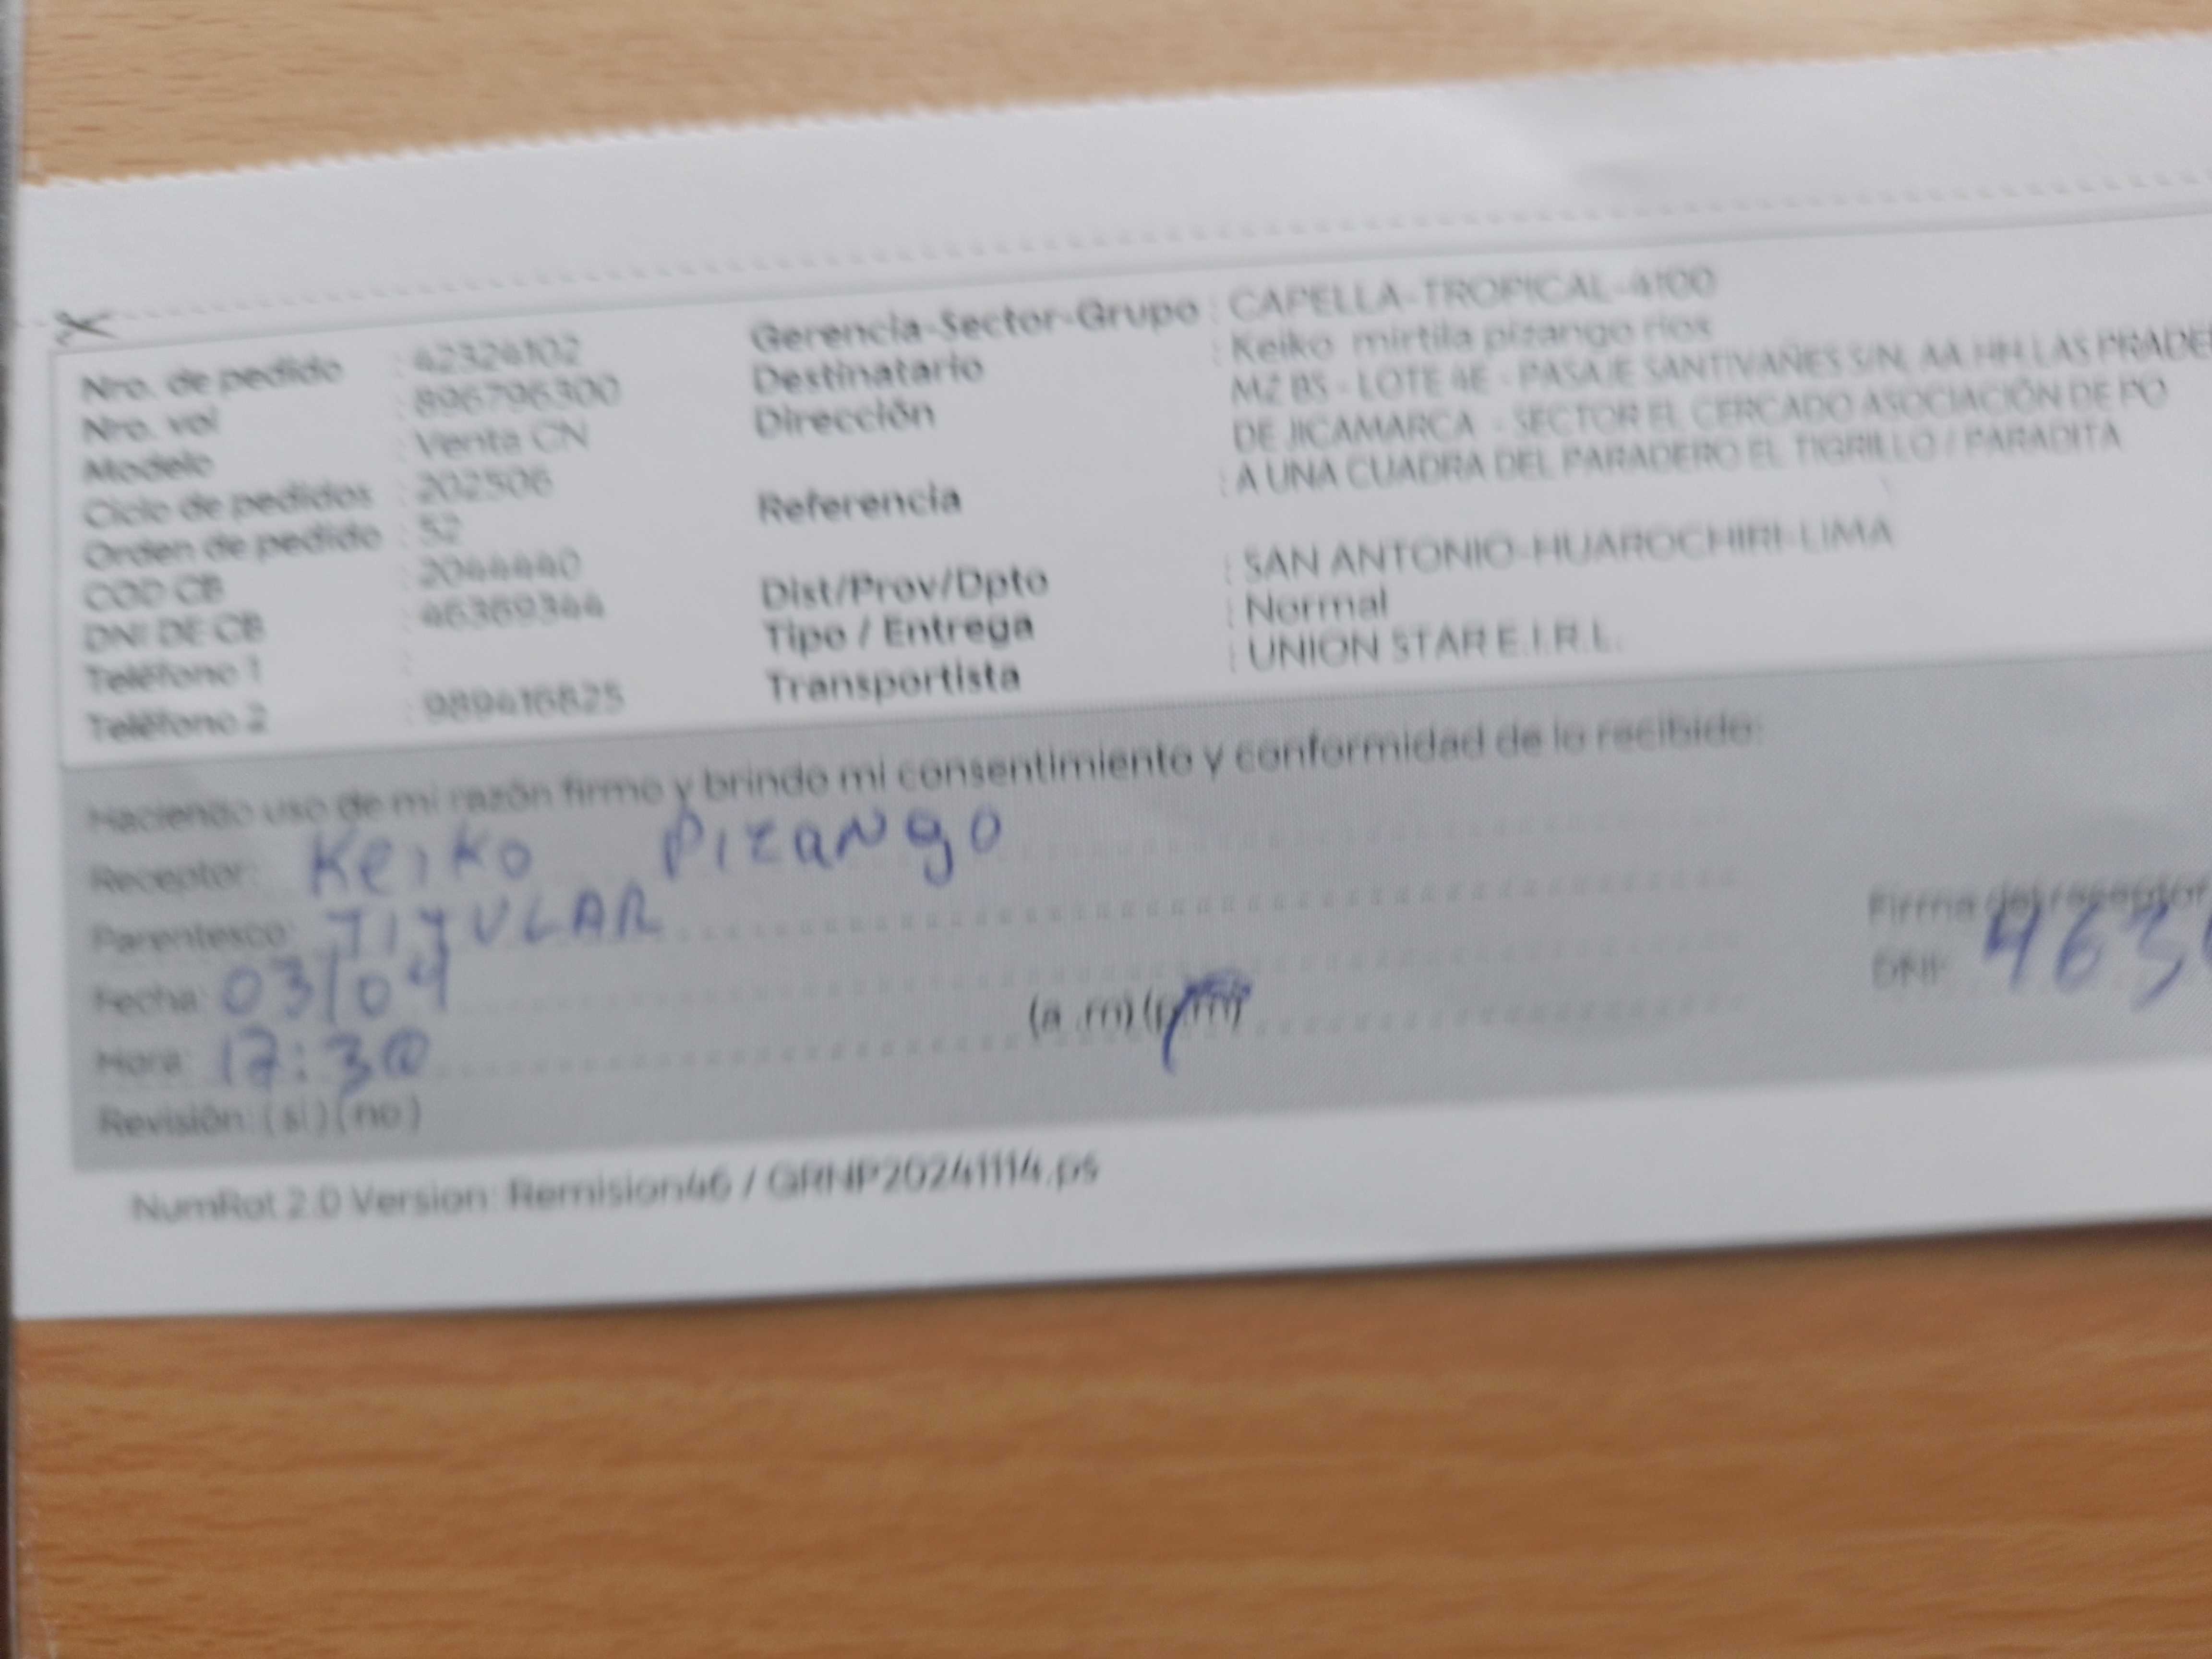 Nro. de pedido : 42324102
Nro. vol : 896796300
Modelo : Venta CN
Ciclo de pedidos : 202506
Orden de pedido : 52
COD CB : 2044440
DNI DE CB : 46369344
Teléfono 1 :
Teléfono 2 : 989416825
Gerencia-Sector-Grupo : CAPELLA-TROPICAL-4100
Destinatario : Keiko mirtila pizango rios
Dirección MZ BS - LOTE 4E - PASAJE SANTIVAÑES S/N, AA.HH LAS PRADE
DE JICAMARCA - SECTOR EL CERCADO ASOCIACIÓN DE PO
Referencia : A UNA CUADRA DEL PARADERO EL TIGRILLO / PARADITA
Dist/Prov/Dpto : SAN ANTONIO-HUAROCHIRI-LIMA
Tipo / Entrega : Normal
Transportista : UNION STAR E.I.R.L.
Haciendo uso de mi razón firmo y brindo mi consentimiento y conformidad de lo recibido:
Receptor: Keiko Pizango
Parentesco: TITULAR
Fecha: 03/04
Hora: 12:30 (a .m) (p.m)
Revisión: ( si ) ( no )
Firma del receptor
DNI: 463
NumRot 2.0 Version: Remision46 / GRNP20241114.ps